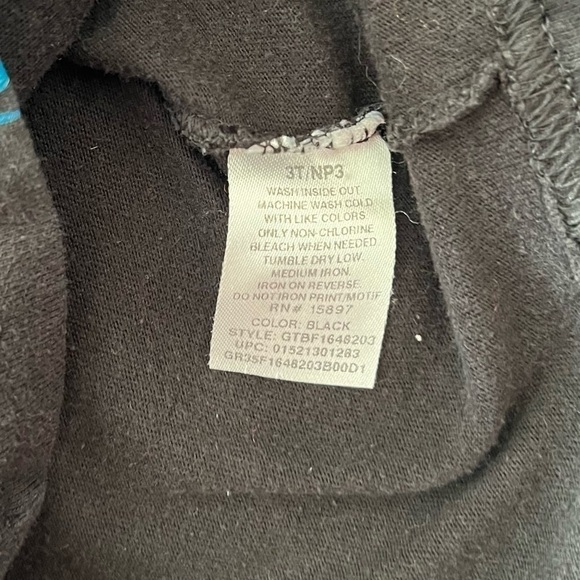 3T/NP3
WASH INSIDE OUT.
MACHINE WASH COLD
WITH LIKE COLORS.
ONLY NON-CHLORINE
BLEACH WHEN NEEDED.
TUMBLE DRY LOW.
MEDIUM IRON.
IRON ON REVERSE.
DO NOT IRON PRINT/MOTIF
RN# 15897
COLOR: BLACK
STYLE: GTBF1648203
UPC: 01521301283
GR35F1648203B00D1